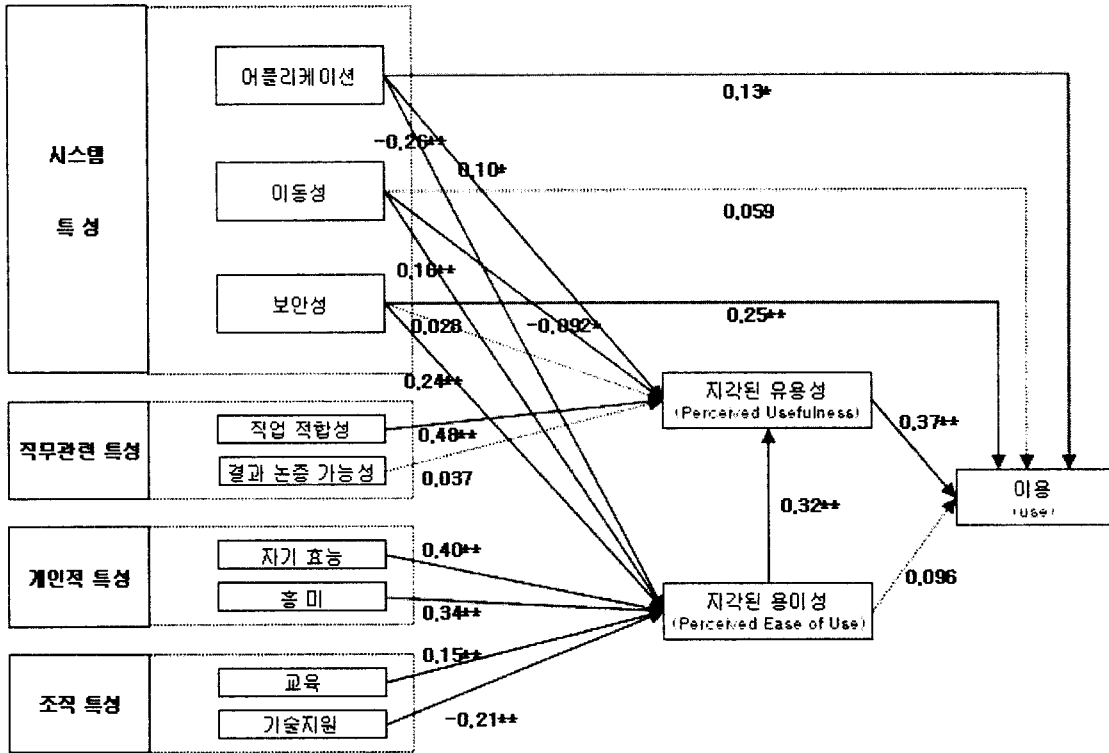 시스템
특 성
어플리케이션
이동성
보안성
0.13*
-0.26**
0.10*
0.059
0.16**
0.028
-0.092*
0.25**
0.24**
지각된 유용성
(Perceived Usefulness)
0.37**
직무관련 특성
직업 적합성
0.48**
결과 논증 가능성
0.037
이용
(use)
0.32**
개인적 특성
자기 효능
0.40**
흥 미
0.34**
지각된 용이성
(Perceived Ease of Use)
0.096
조직 특성
0.15**
교육
기술지원
-0.21**